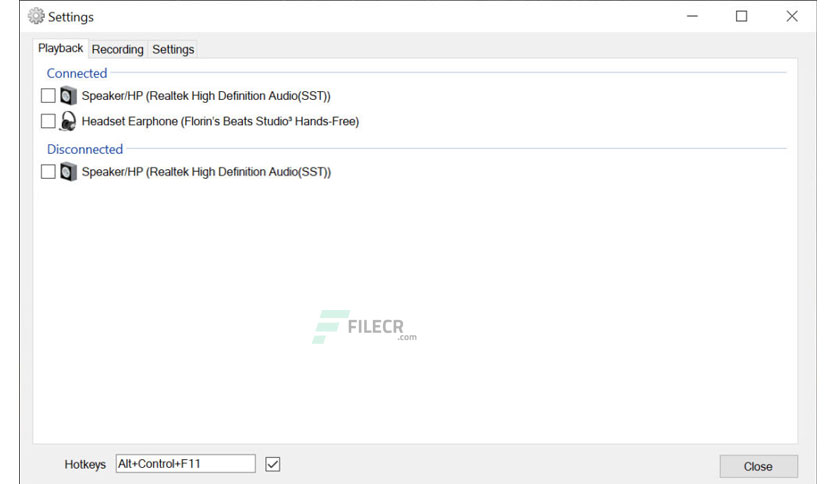 Settings
Playback Recording Settings
Connected
Speaker/HP (Realtek High Definition Audio(SST))
Headset Earphone (Florin's Beats Studio³ Hands-Free)
Disconnected
Speaker/HP (Realtek High Definition Audio(SST))
FILECR
.com
Hotkeys Alt+Control+F11 Close